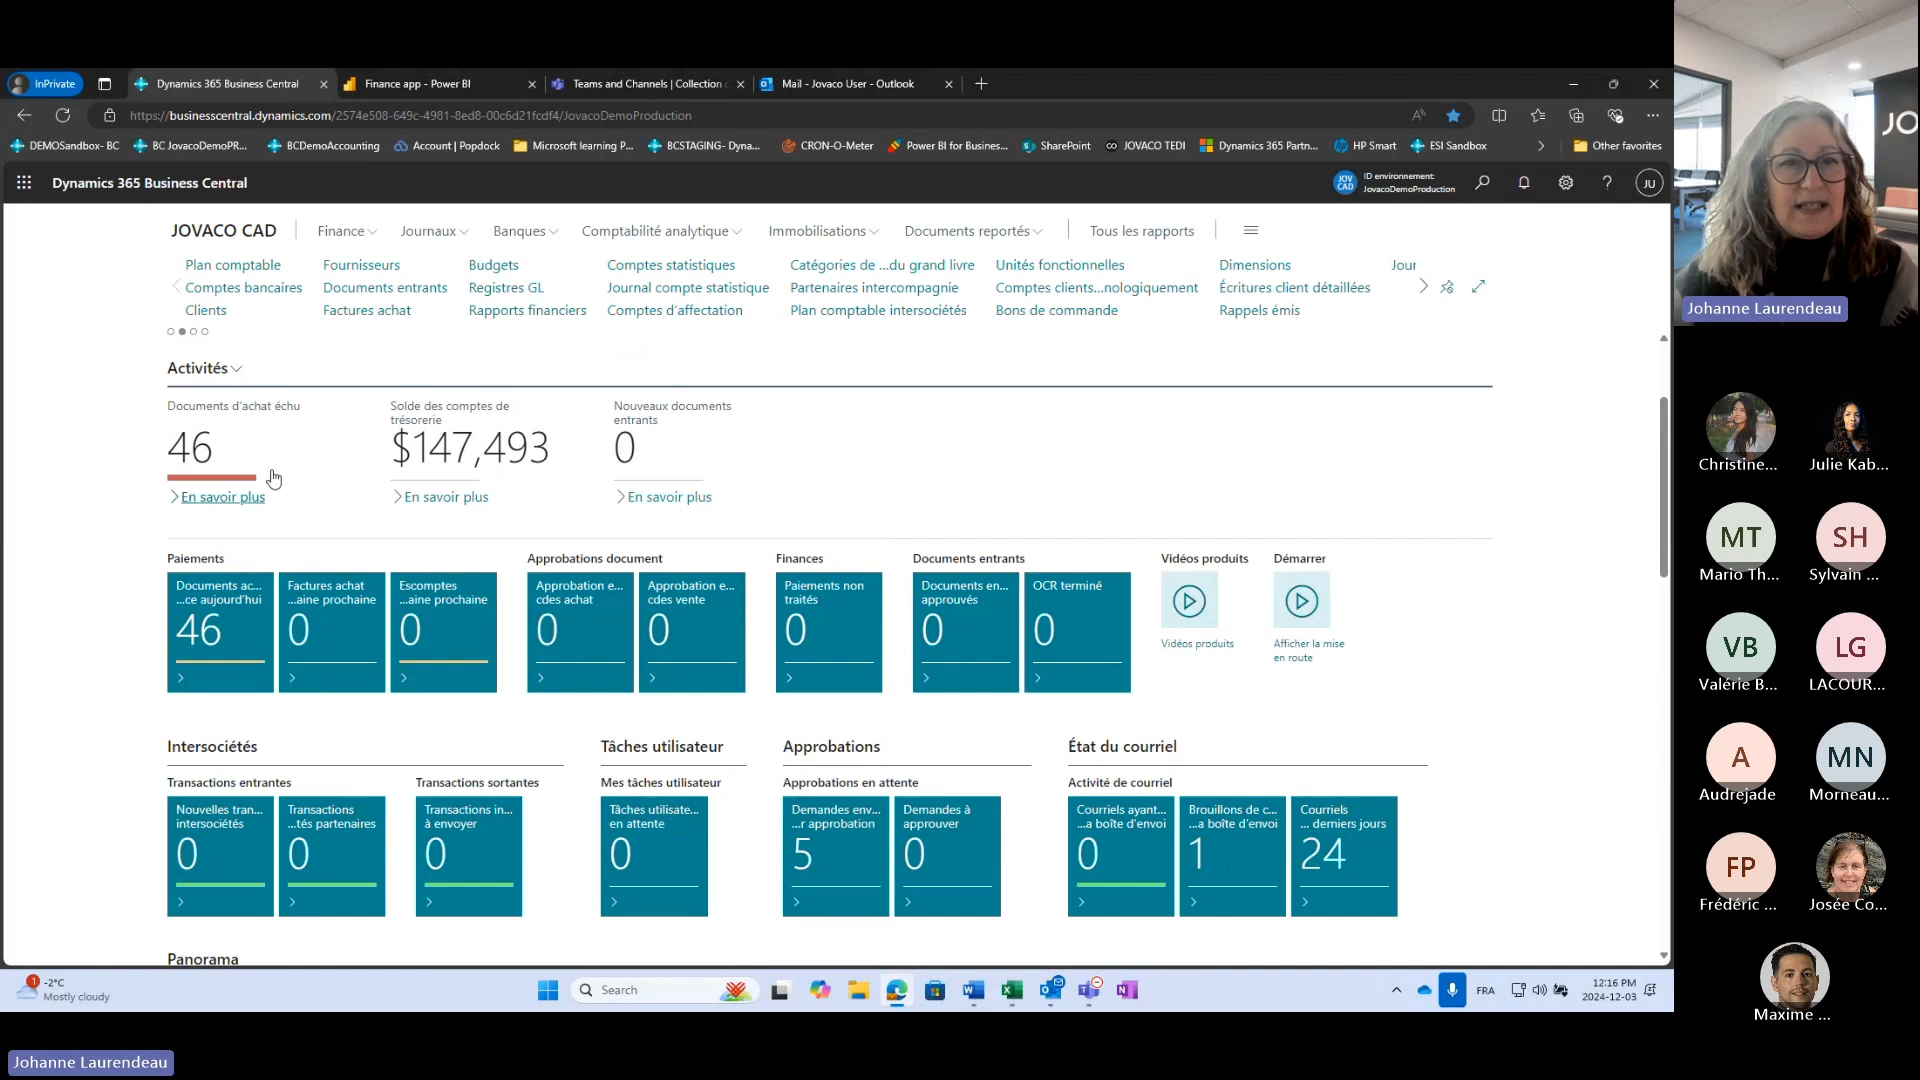 InPrivate
Dynamics 365 Business Central
Finance app - Power BI
Teams and Channels | Collection
Mail - Jovaco User - Outlook
https://businesscentral.dynamics.com/2574e508-649c-4981-8ed8-00c6d21fcdf4/JovacoDemoProduction
DEMOSandbox- BC
BC JovacoDemoPR...
BCDemoAccounting
Account | Popdock
Microsoft learning P...
BCSTAGING- Dyna...
CRON-O-Meter
Power BI for Busines...
SharePoint
JOVACO TEDI
Dynamics 365 Partn...
HP Smart
ESI Sandbox
Other favorites
Dynamics 365 Business Central
JOV
CAD
ID environnement:
JovacoDemoProduction
?
JU
JOVACO CAD
Finance
Journaux
Banques
Comptabilité analytique
Immobilisations
Documents reportés
Tous les rapports
Plan comptable
Fournisseurs
Budgets
Comptes statistiques
Catégories de ...du grand livre
Unités fonctionnelles
Dimensions
Jour
Comptes bancaires
Documents entrants
Registres GL
Journal compte statistique
Partenaires intercompagnie
Comptes clients...nologiquement
Écritures client détaillées
Clients
Factures achat
Rapports financiers
Comptes d'affectation
Plan comptable intersociétés
Bons de commande
Rappels émis
Activités
Documents d'achat échu
46
En savoir plus
Solde des comptes de
trésorerie
$147,493
En savoir plus
Nouveaux documents
entrants
0
En savoir plus
Paiements
Documents ac...
...ce aujourd'hui
46
Factures achat
...aine prochaine
0
Escomptes
...aine prochaine
0
Approbations document
Approbation e...
cdes achat
0
Approbation e...
cdes vente
0
Finances
Paiements non
traités
0
Documents entrants
Documents en...
approuvés
0
OCR terminé
0
Vidéos produits
Vidéos produits
Démarrer
Afficher la mise
en route
Intersociétés
Transactions entrantes
Nouvelles tran...
intersociétés
0
Transactions
...tés partenaires
0
Transactions sortantes
Transactions in...
à envoyer
0
Tâches utilisateur
Mes tâches utilisateur
Tâches utilisate...
en attente
0
Approbations
Approbations en attente
Demandes env...
...r approbation
5
Demandes à
approuver
0
État du courriel
Activité de courriel
Courriels ayant...
...a boîte d'envoi
0
Brouillons de c...
...a boîte d'envoi
1
Courriels
... derniers jours
24
Panorama
1
-2°C
Mostly cloudy
Search
FRA
12:16 PM
2024-12-03
Johanne Laurendeau
JO
Johanne Laurendeau
Christine...
Julie Kab...
MT
Mario Th...
SH
Sylvain ...
VB
Valérie B...
LG
LACOUR...
A
Audrejade
MN
Morneau...
FP
Frédéric ...
Josée Co...
Maxime ...